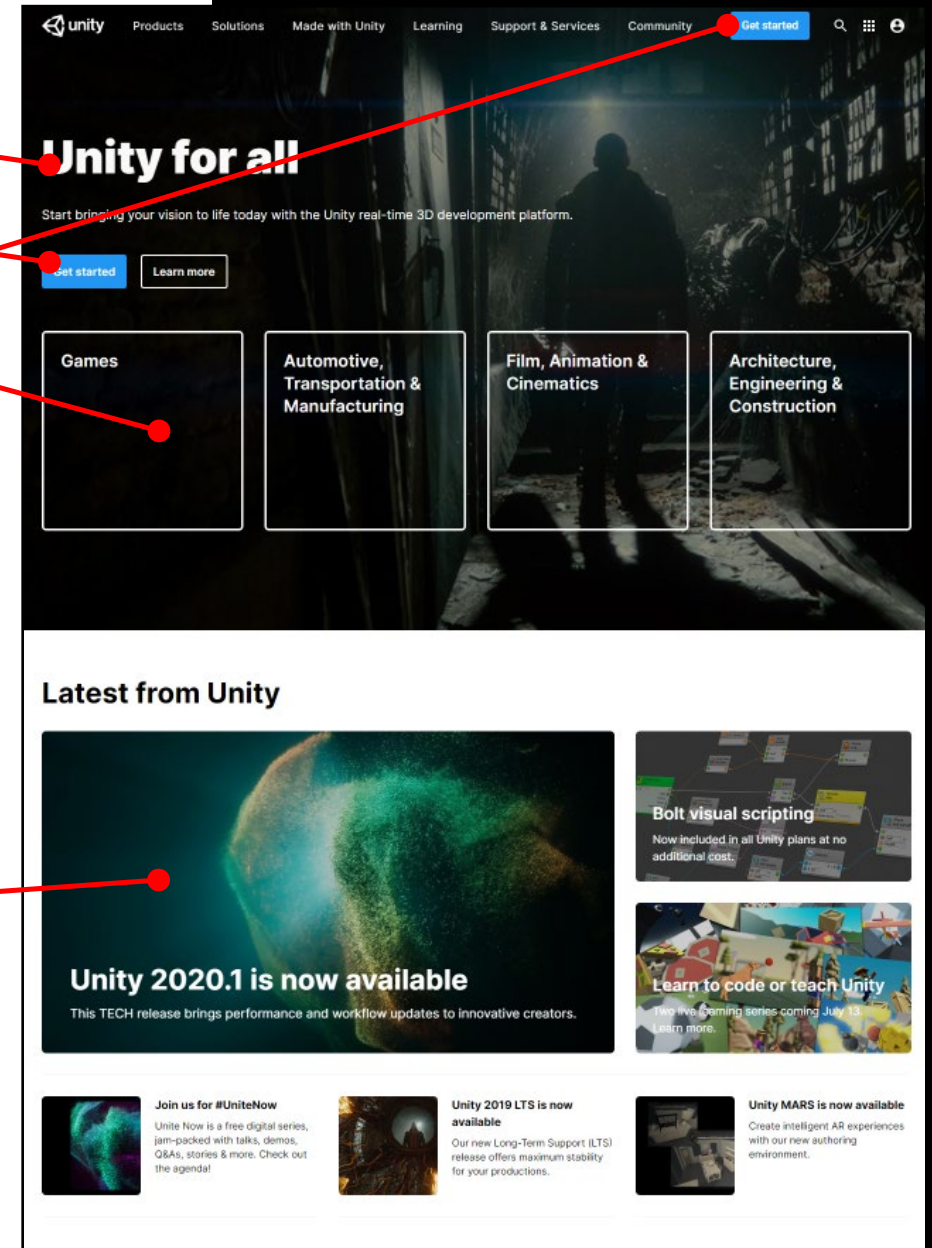 unity Products Solutions Made with Unity Learning Support & Services Community Get started
Unity for all
Start bringing your vision to life today with the Unity real-time 3D development platform.
Get started Learn more
Games
Automotive,
Transportation &
Manufacturing
Film, Animation &
Cinematics
Architecture,
Engineering &
Construction
Latest from Unity
Unity 2020.1 is now available
This TECH release brings performance and workflow updates to innovative creators.
Bolt visual scripting
Now included in all Unity plans at no
additional cost.
Learn to code or teach Unity
Two live learning series coming July 13.
Learn more.
Join us for #UniteNow
Unite Now is a free digital series,
jam-packed with talks, demos,
Q&As, stories & more. Check out
the agenda!
Unity 2019 LTS is now
available
Our new Long-Term Support (LTS)
release offers maximum stability
for your productions.
Unity MARS is now available
Create intelligent AR experiences
with our new authoring
environment.